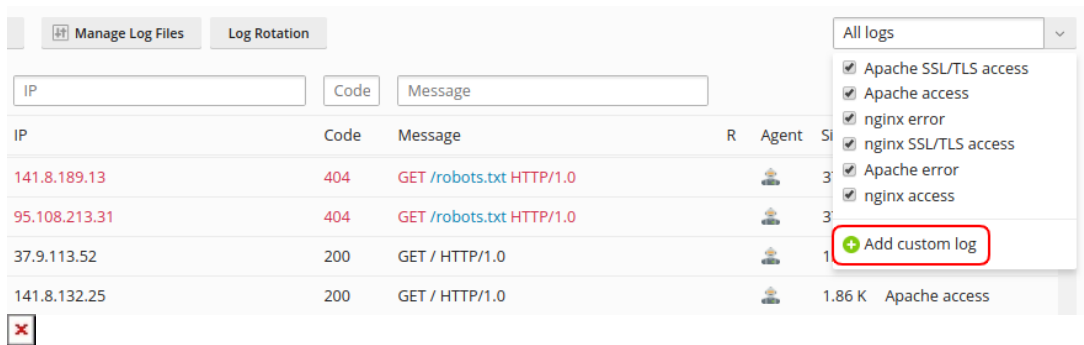 Manage Log Files Log Rotation All logs
Apache SSL/TLS access
IP Code Message Apache access
nginx error
IP Code Message R Agent Si
nginx SSL/TLS access
141.8.189.13 404 GET /robots.txt HTTP/1.0 37
Apache error
nginx access
95.108.213.31 404 GET /robots.txt HTTP/1.0
37.9.113.52 200 GET / HTTP/1.0 1
Add custom log
141.8.132.25 200 GET / HTTP/1.0 1.86 K Apache access